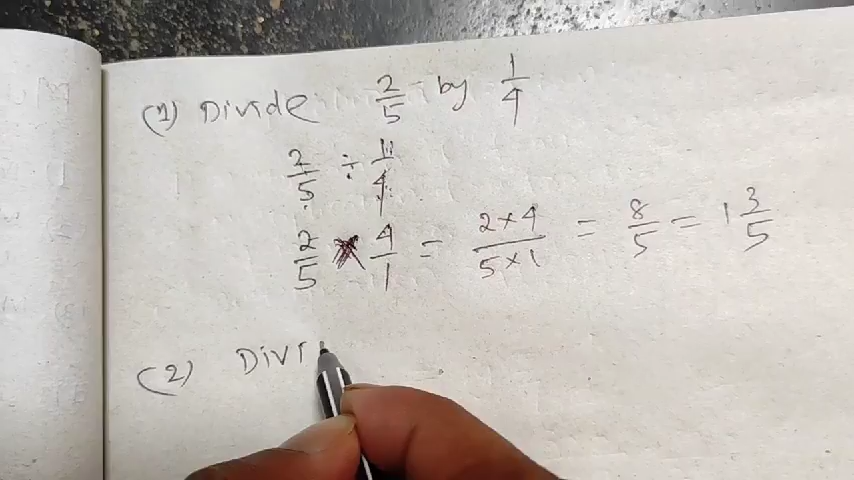 (1) Divide 2/5 by 1/4
2/5 ÷ 1/4
2/5 × 4/1 = 2×4/5×1 = 8/5 = 1 3/5
(2) Divi